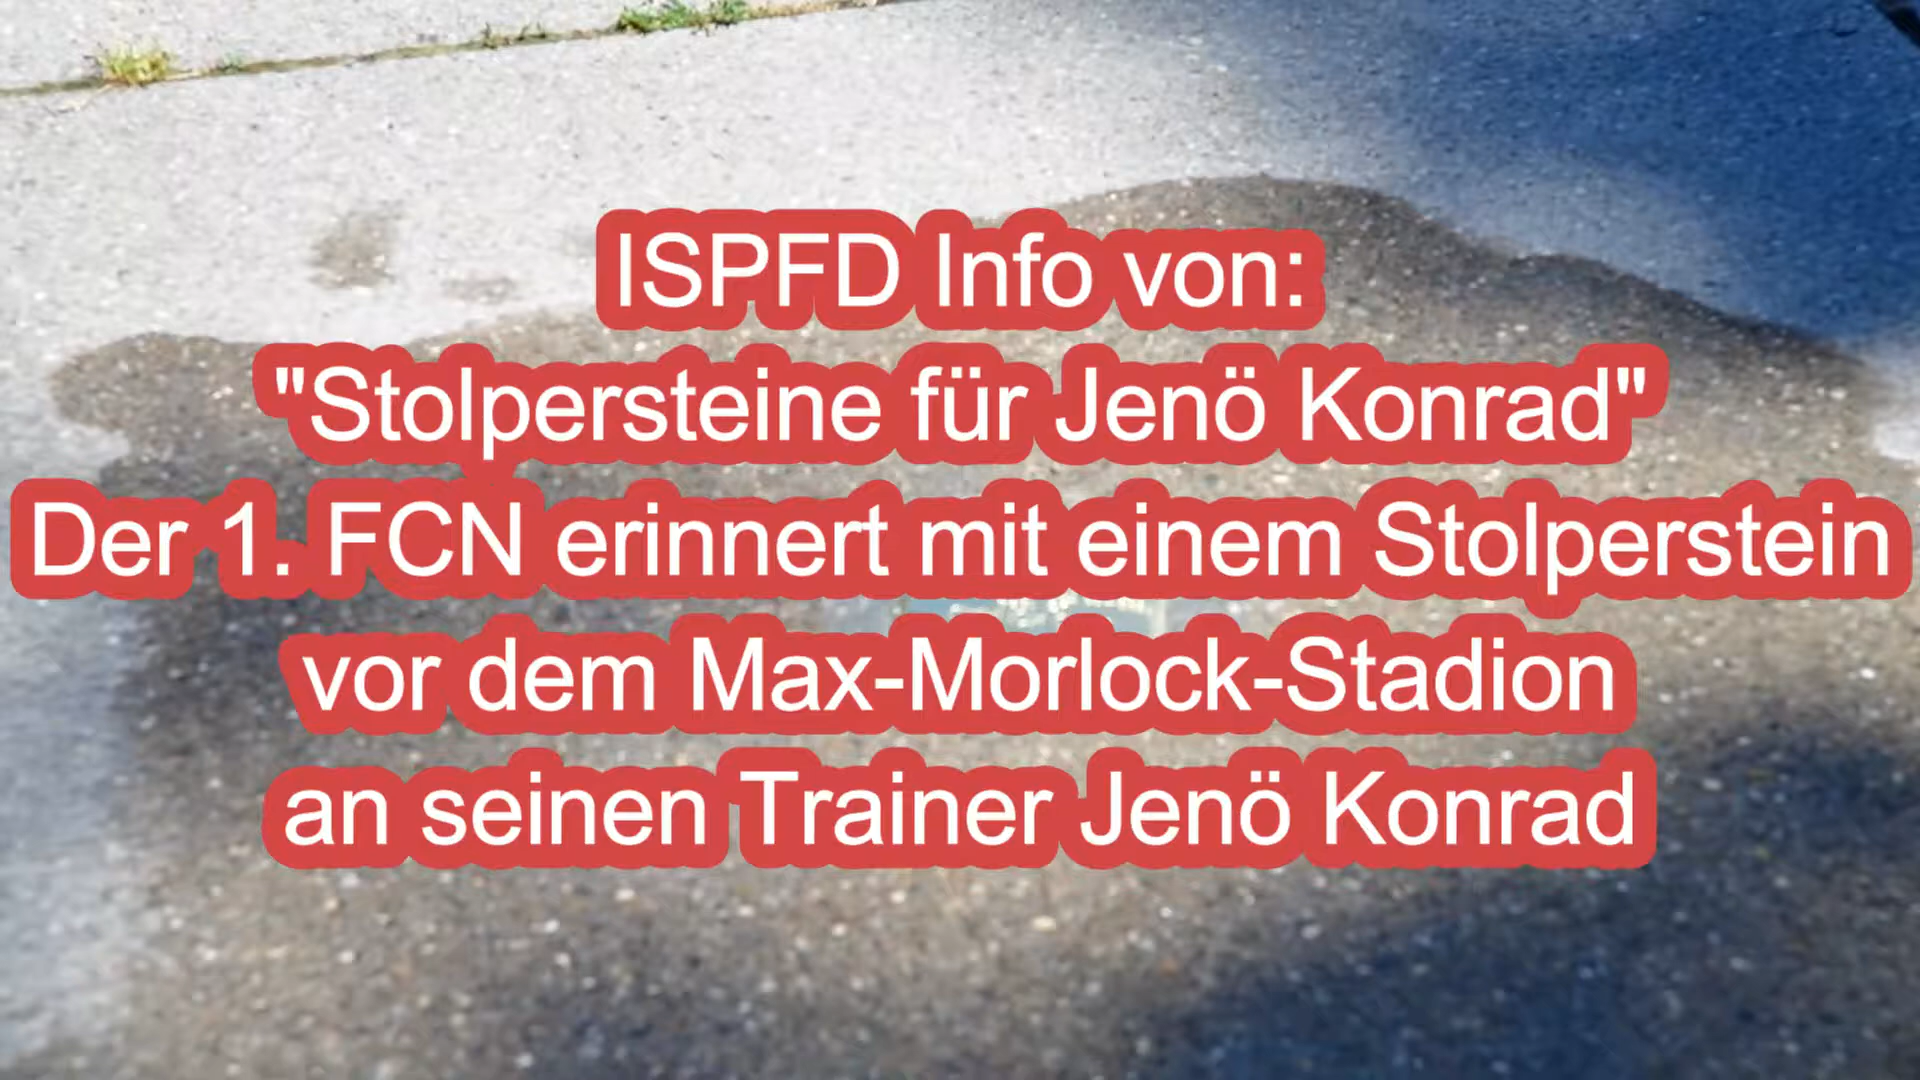 ISPFD Info von:
"Stolpersteine für Jenö Konrad"
Der 1. FCN erinnert mit einem Stolperstein
vor dem Max-Morlock-Stadion
an seinen Trainer Jenö Konrad